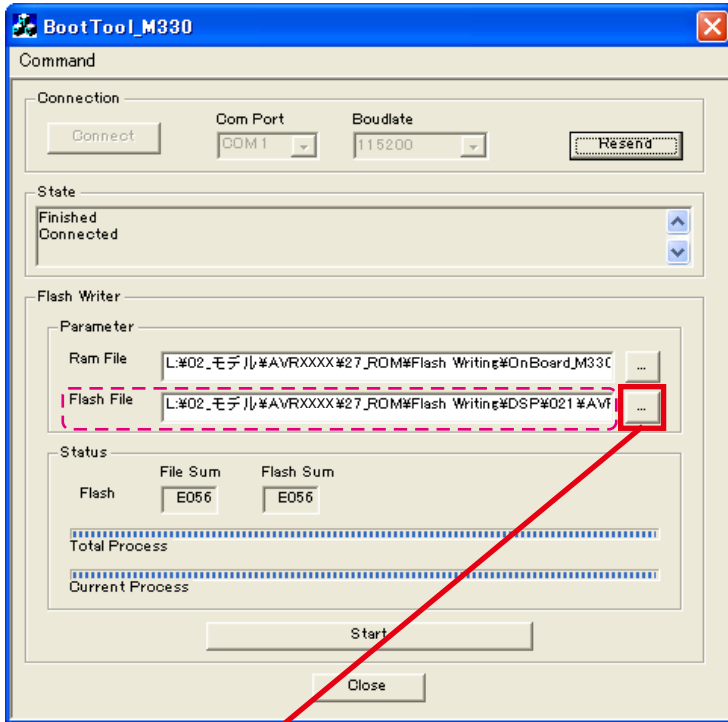 BootTool_M330
Command
Connection
Connect
Com Port
COM1
Boudlate
115200
Resend
State
Finished
Connected
Flash Writer
Parameter
Ram File
L:¥02_モデル¥AVRXXXX¥27_ROM¥Flash Writing¥OnBoard_M330
...
Flash File
L:¥02_モデル¥AVRXXXX¥27_ROM¥Flash Writing¥DSP¥021¥AVR
...
Status
File Sum
Flash Sum
Flash
E056
E056
Total Process
Current Process
Start
Close